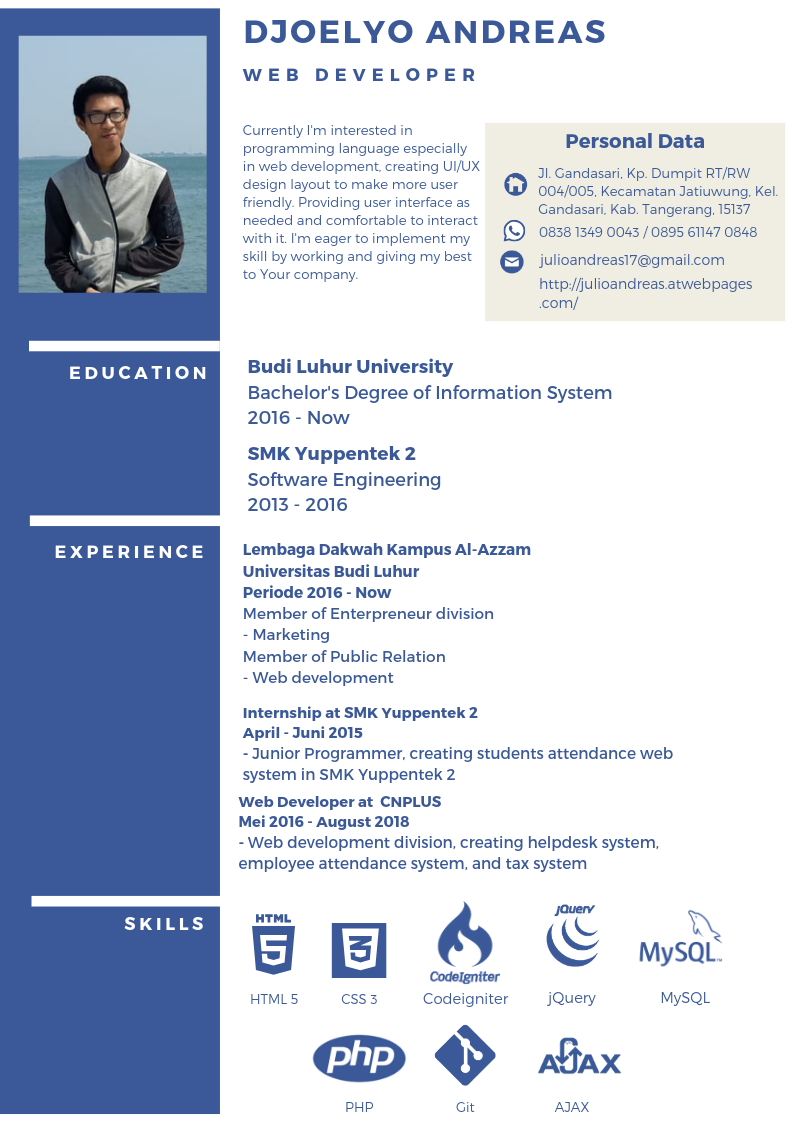 DJOELYO ANDREAS
WEB DEVELOPER
Currently I'm interested in
programming language especially
in web development, creating UI/UX
design layout to make more user
friendly. Providing user interface as
needed and comfortable to interact
with it. I'm eager to implement my
skill by working and giving my best
to Your company.
Personal Data
Jl. Gandasari, Kp. Dumpit RT/RW
004/005, Kecamatan Jatiuwung, Kel.
Gandasari, Kab. Tangerang, 15137
0838 1349 0043 / 0895 61147 0848
julioandreas17@gmail.com
http://julioandreas.atwebpages
.com/
EDUCATION
Budi Luhur University
Bachelor's Degree of Information System
2016 - Now
SMK Yuppentek 2
Software Engineering
2013 - 2016
EXPERIENCE
Lembaga Dakwah Kampus Al-Azzam
Universitas Budi Luhur
Periode 2016 - Now
Member of Enterpreneur division
- Marketing
Member of Public Relation
- Web development
Internship at SMK Yuppentek 2
April - Juni 2015
- Junior Programmer, creating students attendance web
system in SMK Yuppentek 2
Web Developer at CNPLUS
Mei 2016 - August 2018
- Web development division, creating helpdesk system,
employee attendance system, and tax system
SKILLS
HTML
5
3
CodeIgniter
jQuery
MySQL™
HTML 5
CSS 3
Codeigniter
jQuery
MySQL
php
AJAX
PHP
Git
AJAX